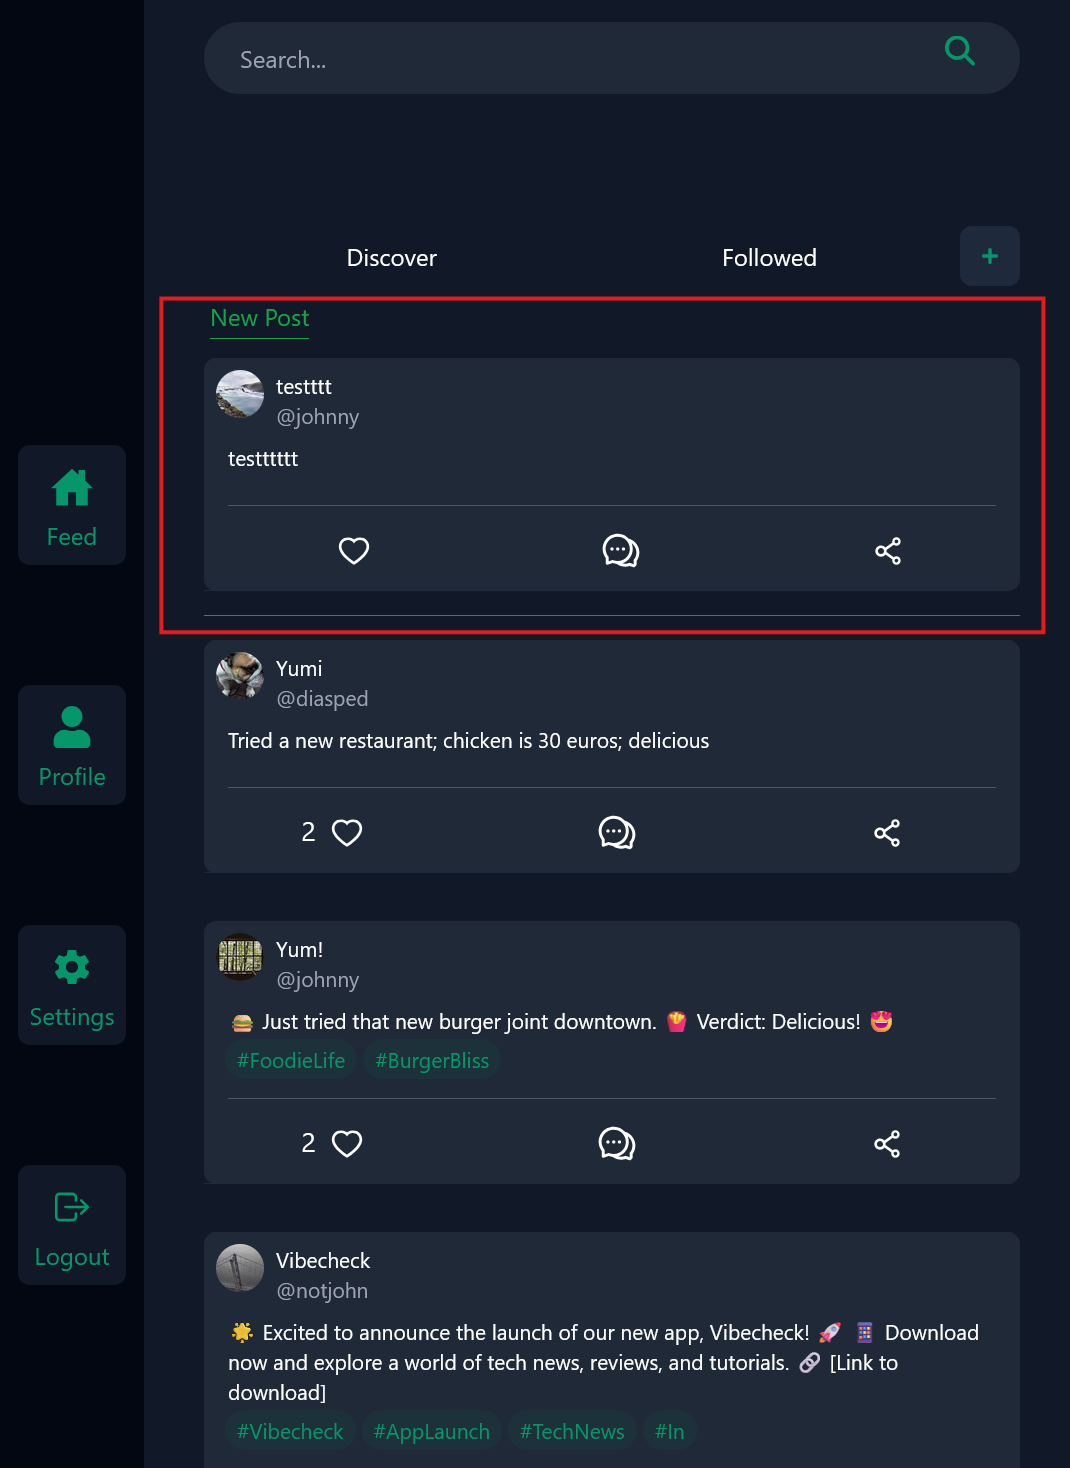 Search...
Discover
Followed
+
New Post
testttt
@johnny
testttttt
Feed
Yumi
@diasped
Tried a new restaurant; chicken is 30 euros; delicious
Profile
2
Yum!
@johnny
🍔 Just tried that new burger joint downtown. 🍟 Verdict: Delicious! 😍
#FoodieLife #BurgerBliss
Settings
2
Logout
Vibecheck
@notjohn
🌟 Excited to announce the launch of our new app, Vibecheck! 🚀 📱 Download
now and explore a world of tech news, reviews, and tutorials. 🔗 [Link to
download]
#Vibecheck #AppLaunch #TechNews #In